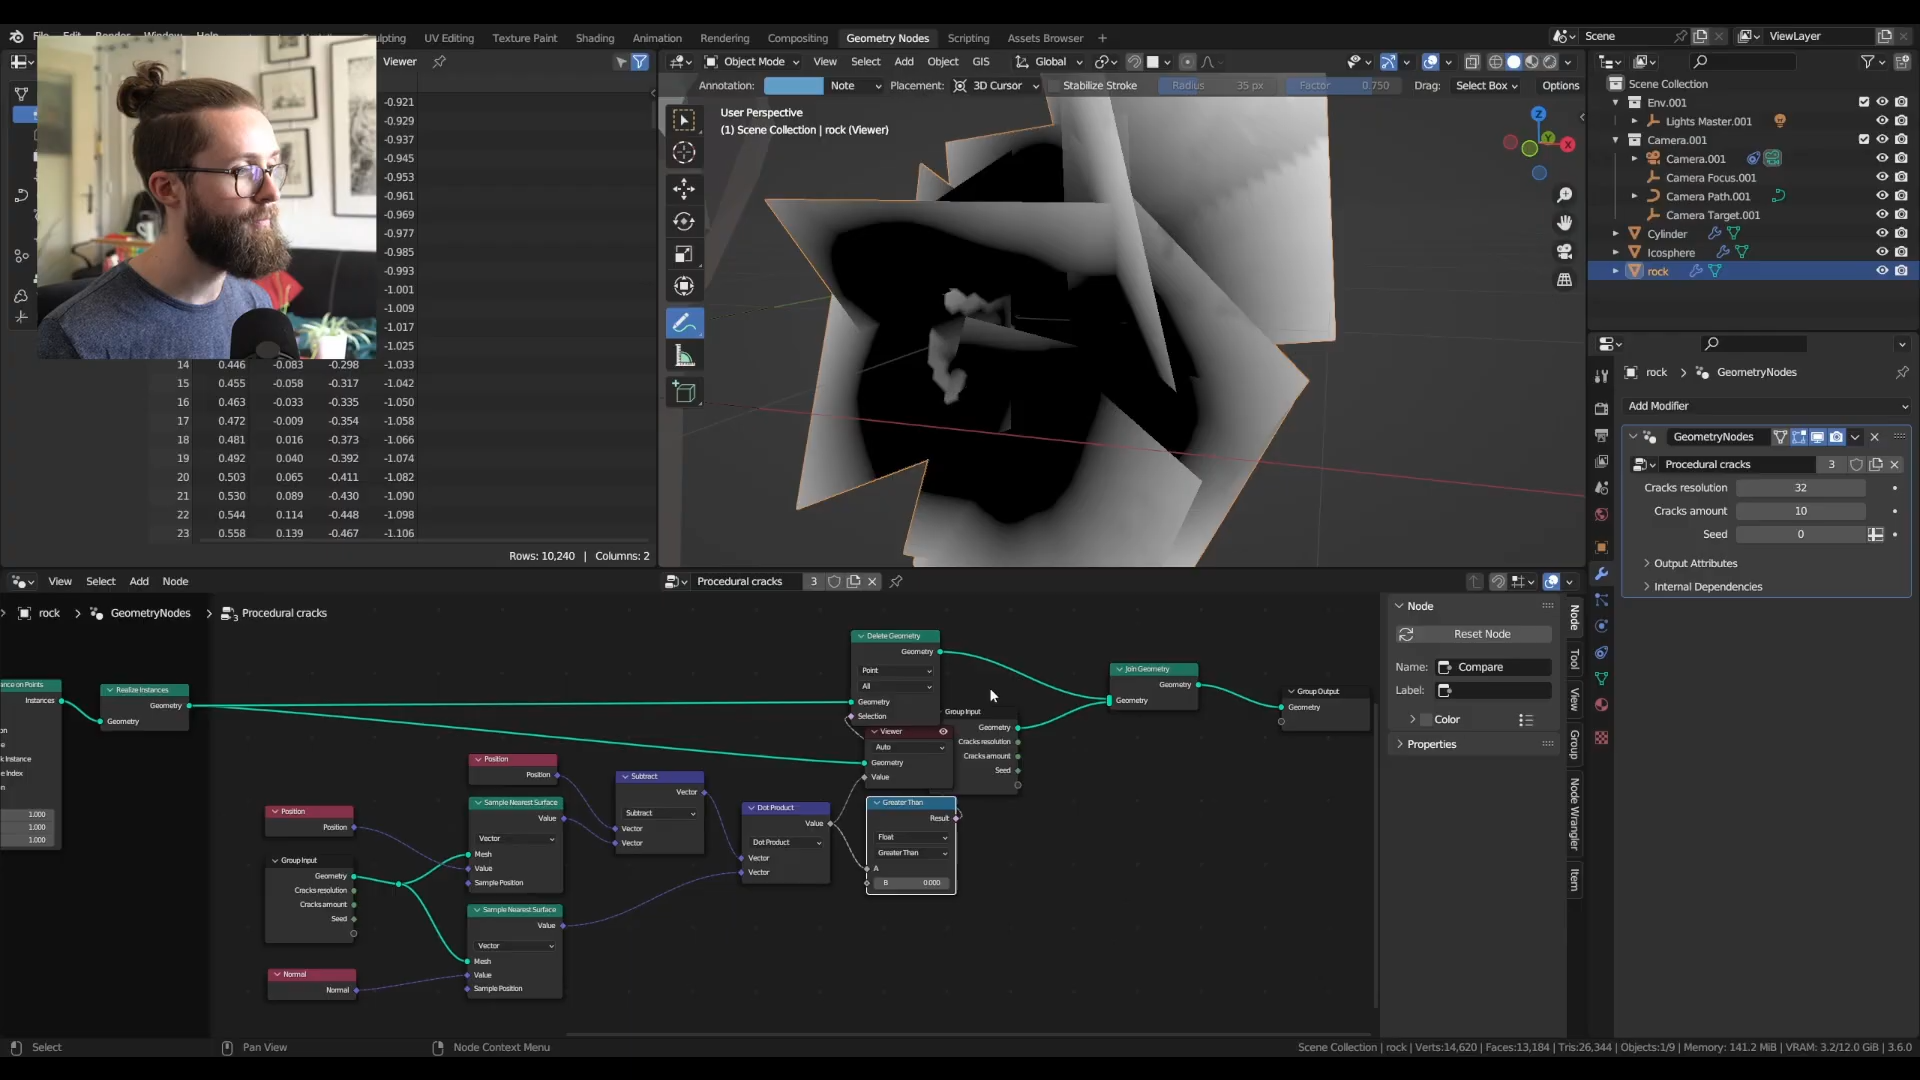 UV Editing
Texture Paint
Shading
Animation
Rendering
Compositing
Geometry Nodes
Scripting
Assets Browser
Scene
ViewLayer
Viewer
Object Mode
View
Select
Add
Object
GIS
Global
Annotation:
Note
Placement:
3D Cursor
Stabilize Stroke
Radius 35 px
Factor 0.750
Drag:
Select Box
Options
User Perspective
(1) Scene Collection | rock (Viewer)
Scene Collection
Env.001
Lights Master.001
Camera.001
Camera.001
Camera Focus.001
Camera Path.001
Camera Target.001
Cylinder
Icosphere
rock
-0.921
-0.929
-0.937
-0.945
-0.953
-0.961
-0.969
-0.977
-0.985
-0.993
-1.001
-1.009
-1.017
-1.025
14 0.446 -0.083 -0.298 -1.033
15 0.455 -0.058 -0.317 -1.042
16 0.463 -0.033 -0.335 -1.050
17 0.472 -0.009 -0.354 -1.058
18 0.481 0.016 -0.373 -1.066
19 0.492 0.040 -0.392 -1.074
20 0.503 0.065 -0.411 -1.082
21 0.530 0.089 -0.430 -1.090
22 0.544 0.114 -0.448 -1.098
23 0.558 0.139 -0.467 -1.106
Rows: 10,240 | Columns: 2
rock > GeometryNodes
Add Modifier
GeometryNodes
Procedural cracks 3
Cracks resolution 32
Cracks amount 10
Seed 0
Output Attributes
Internal Dependencies
View
Select
Add
Node
Procedural cracks 3
rock > GeometryNodes > Procedural cracks
Instances
1.000
1.000
1.000
Realize Instances
Geometry
Geometry
Position
Position
Group Input
Geometry
Cracks resolution
Cracks amount
Seed
Normal
Normal
Position
Position
Sample Nearest Surface
Value
Vector
Mesh
Value
Sample Position
Sample Nearest Surface
Value
Vector
Mesh
Value
Sample Position
Subtract
Vector
Subtract
Vector
Vector
Dot Product
Value
Dot Product
Vector
Vector
Delete Geometry
Geometry
Point
All
Geometry
Selection
Viewer
Auto
Geometry
Value
Greater Than
Result
Float
Greater Than
A
B 0.000
Group Input
Geometry
Cracks resolution
Cracks amount
Seed
Join Geometry
Geometry
Geometry
Group Output
Geometry
Node
Reset Node
Name: Compare
Label:
Color
Properties
Node
Tool
View
Group
Node Wrangler
Item
Select
Pan View
Node Context Menu
Scene Collection | rock | Verts:14,620 | Faces:13,184 | Tris:26,344 | Objects:1/9 | Memory: 141.2 MiB | VRAM: 3.2/12.0 GiB | 3.6.0